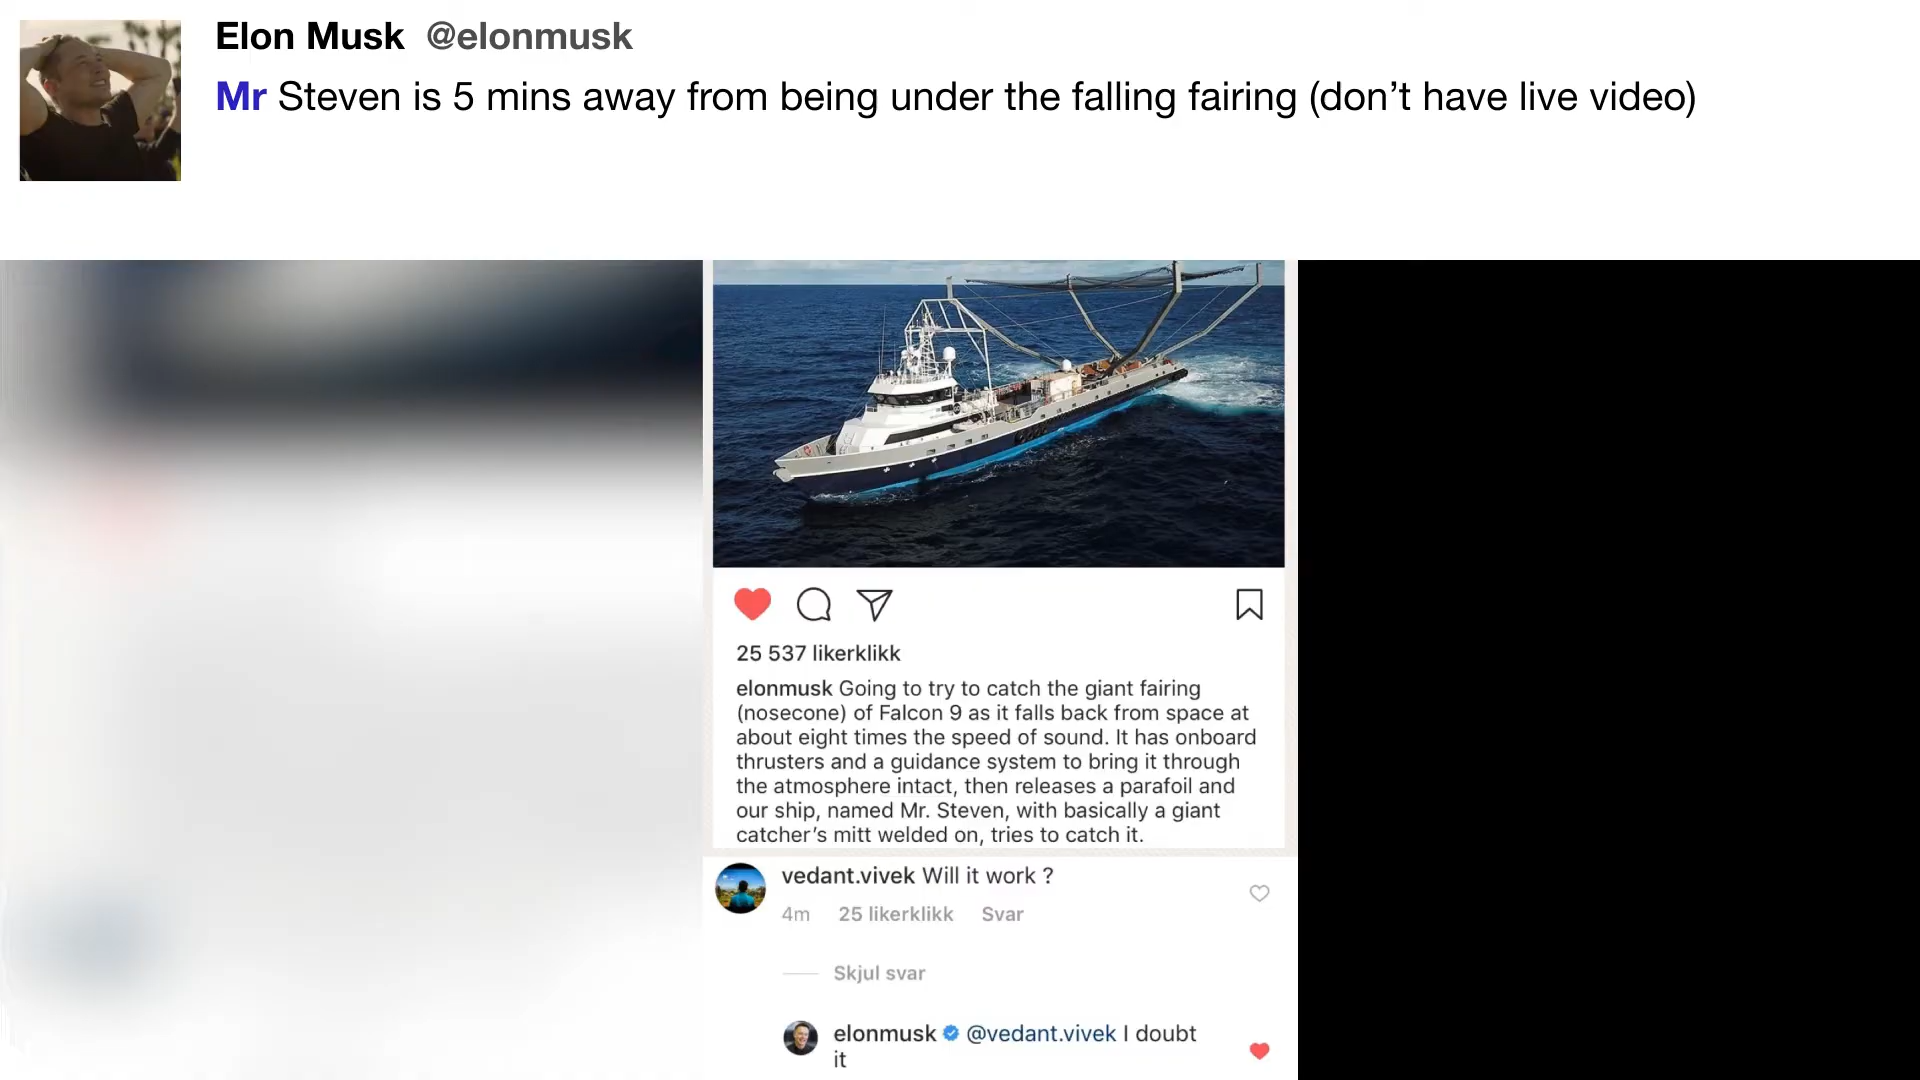 Elon Musk @elonmusk
Mr Steven is 5 mins away from being under the falling fairing (don’t have live video)
25 537 likerklikk
elonmusk Going to try to catch the giant fairing
(nosecone) of Falcon 9 as it falls back from space at
about eight times the speed of sound. It has onboard
thrusters and a guidance system to bring it through
the atmosphere intact, then releases a parafoil and
our ship, named Mr. Steven, with basically a giant
catcher’s mitt welded on, tries to catch it.
vedant.vivek Will it work ?
4m 25 likerklikk Svar
Skjul svar
elonmusk @vedant.vivek I doubt
it